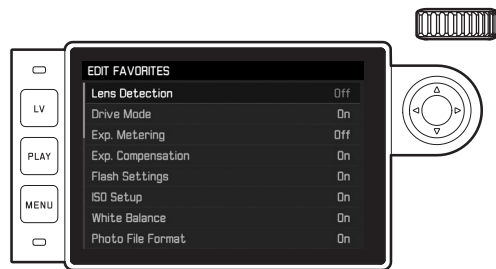 EDIT FAVORITES
Lens Detection Off
Drive Mode On
Exp. Metering Off
Exp. Compensation On
Flash Settings On
ISO Setup On
White Balance On
Photo File Format On
LV
PLAY
MENU